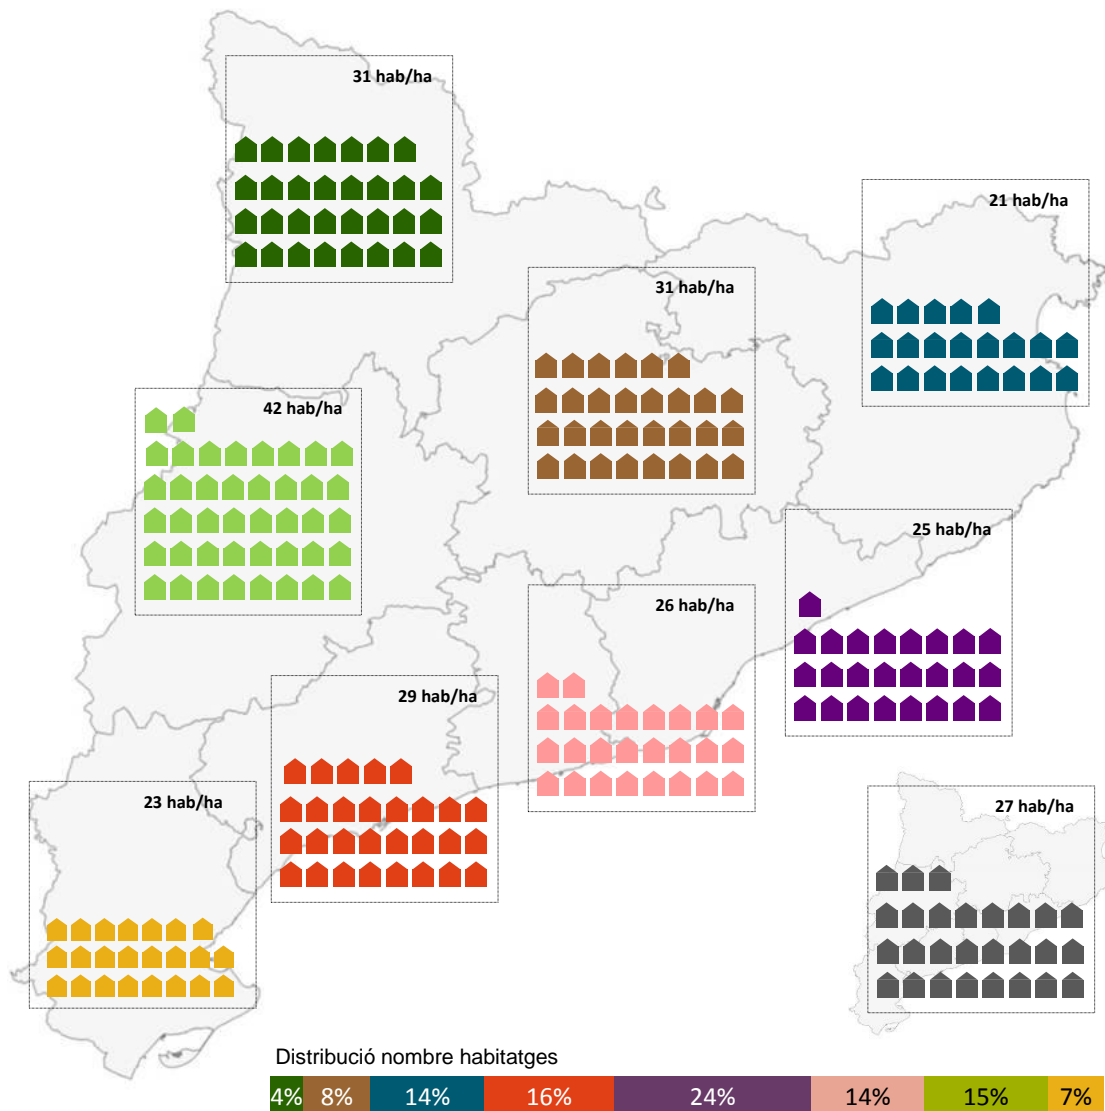 31 hab/ha
21 hab/ha
31 hab/ha
42 hab/ha
25 hab/ha
26 hab/ha
29 hab/ha
23 hab/ha
27 hab/ha
Distribució nombre habitatges
4% 8% 14% 16% 24% 14% 15% 7%